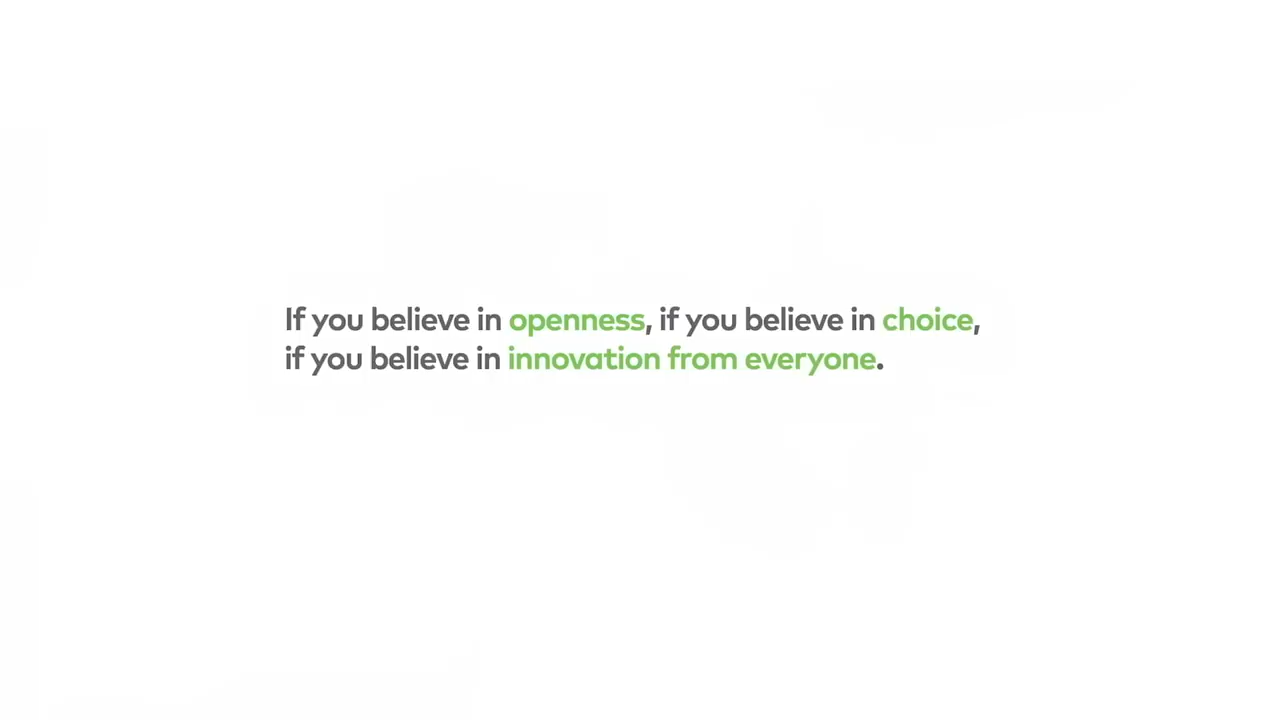 If you believe in openness, if you believe in choice,
if you believe in innovation from everyone.